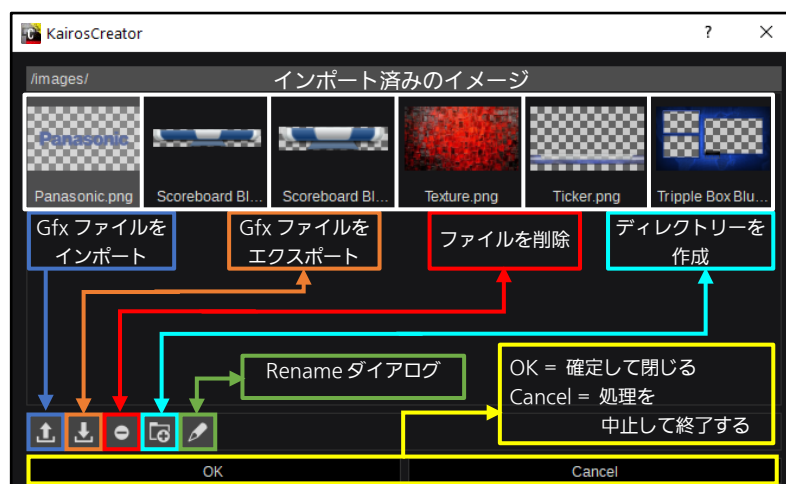 KairosCreator
?
/images/
インポート済みのイメージ
Panasonic
Panasonic.png
Scoreboard Bl...
Scoreboard Bl...
Texture.png
Ticker.png
Tripple Box Blu...
Gfx ファイルを
インポート
Gfx ファイルを
エクスポート
ファイルを削除
ディレクトリーを
作成
Rename ダイアログ
OK = 確定して閉じる
Cancel = 処理を
中止して終了する
OK
Cancel